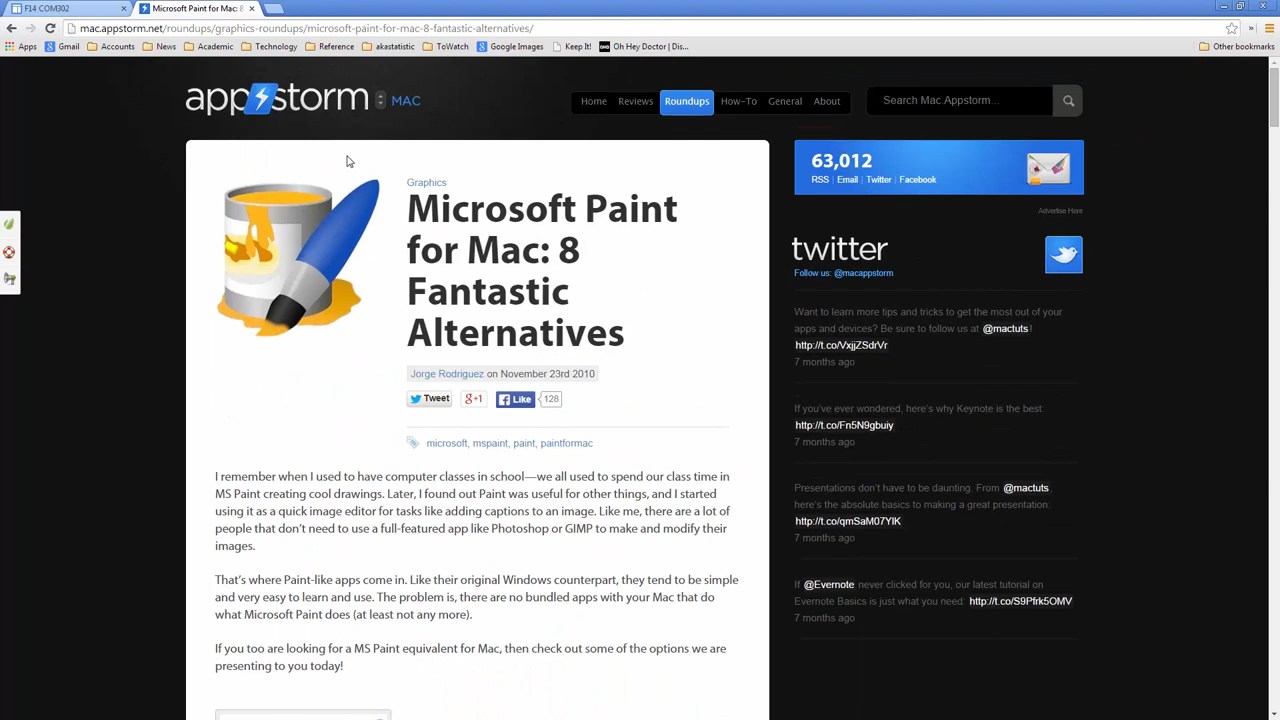 F14 COM302
Microsoft Paint for Mac: 8
mac.appstorm.net/roundups/graphics-roundups/microsoft-paint-for-mac-8-fantastic-alternatives/
Apps Gmail Accounts News Academic Technology Reference akastistic ToWatch Google Images Keep It! Oh Hey Doctor | Dis... Other bookmarks
appstorm MAC
Home Reviews Roundups How-To General About
Search Mac.Appstorm...
Graphics
Microsoft Paint
for Mac: 8
Fantastic
Alternatives
Jorge Rodriguez on November 23rd 2010
Tweet +1 Like 128
microsoft, mspaint, paint, paintformac
I remember when I used to have computer classes in school—we all used to spend our class time in
MS Paint creating cool drawings. Later, I found out Paint was useful for other things, and I started
using it as a quick image editor for tasks like adding captions to an image. Like me, there are a lot of
people that don't need to use a full-featured app like Photoshop or GIMP to make and modify their
images.
That's where Paint-like apps come in. Like their original Windows counterpart, they tend to be simple
and very easy to learn and use. The problem is, there are no bundled apps with your Mac that do
what Microsoft Paint does (at least not any more).
If you too are looking for a MS Paint equivalent for Mac, then check out some of the options we are
presenting to you today!
63,012
RSS | Email | Twitter | Facebook
Advertise Here
twitter
Follow us: @macappstorm
Want to learn more tips and tricks to get the most out of your
apps and devices? Be sure to follow us at @mactuts!
http://t.co/VxjjZSdrVr
7 months ago
If you've ever wondered, here's why Keynote is the best:
http://t.co/Fn5N9gbuiy
7 months ago
Presentations don't have to be daunting. From @mactuts,
here's the absolute basics to making a great presentation:
http://t.co/qmSaM07YlK
7 months ago
If @Evernote never clicked for you, our latest tutorial on
Evernote Basics is just what you need: http://t.co/S9Pfrk5OMV
7 months ago